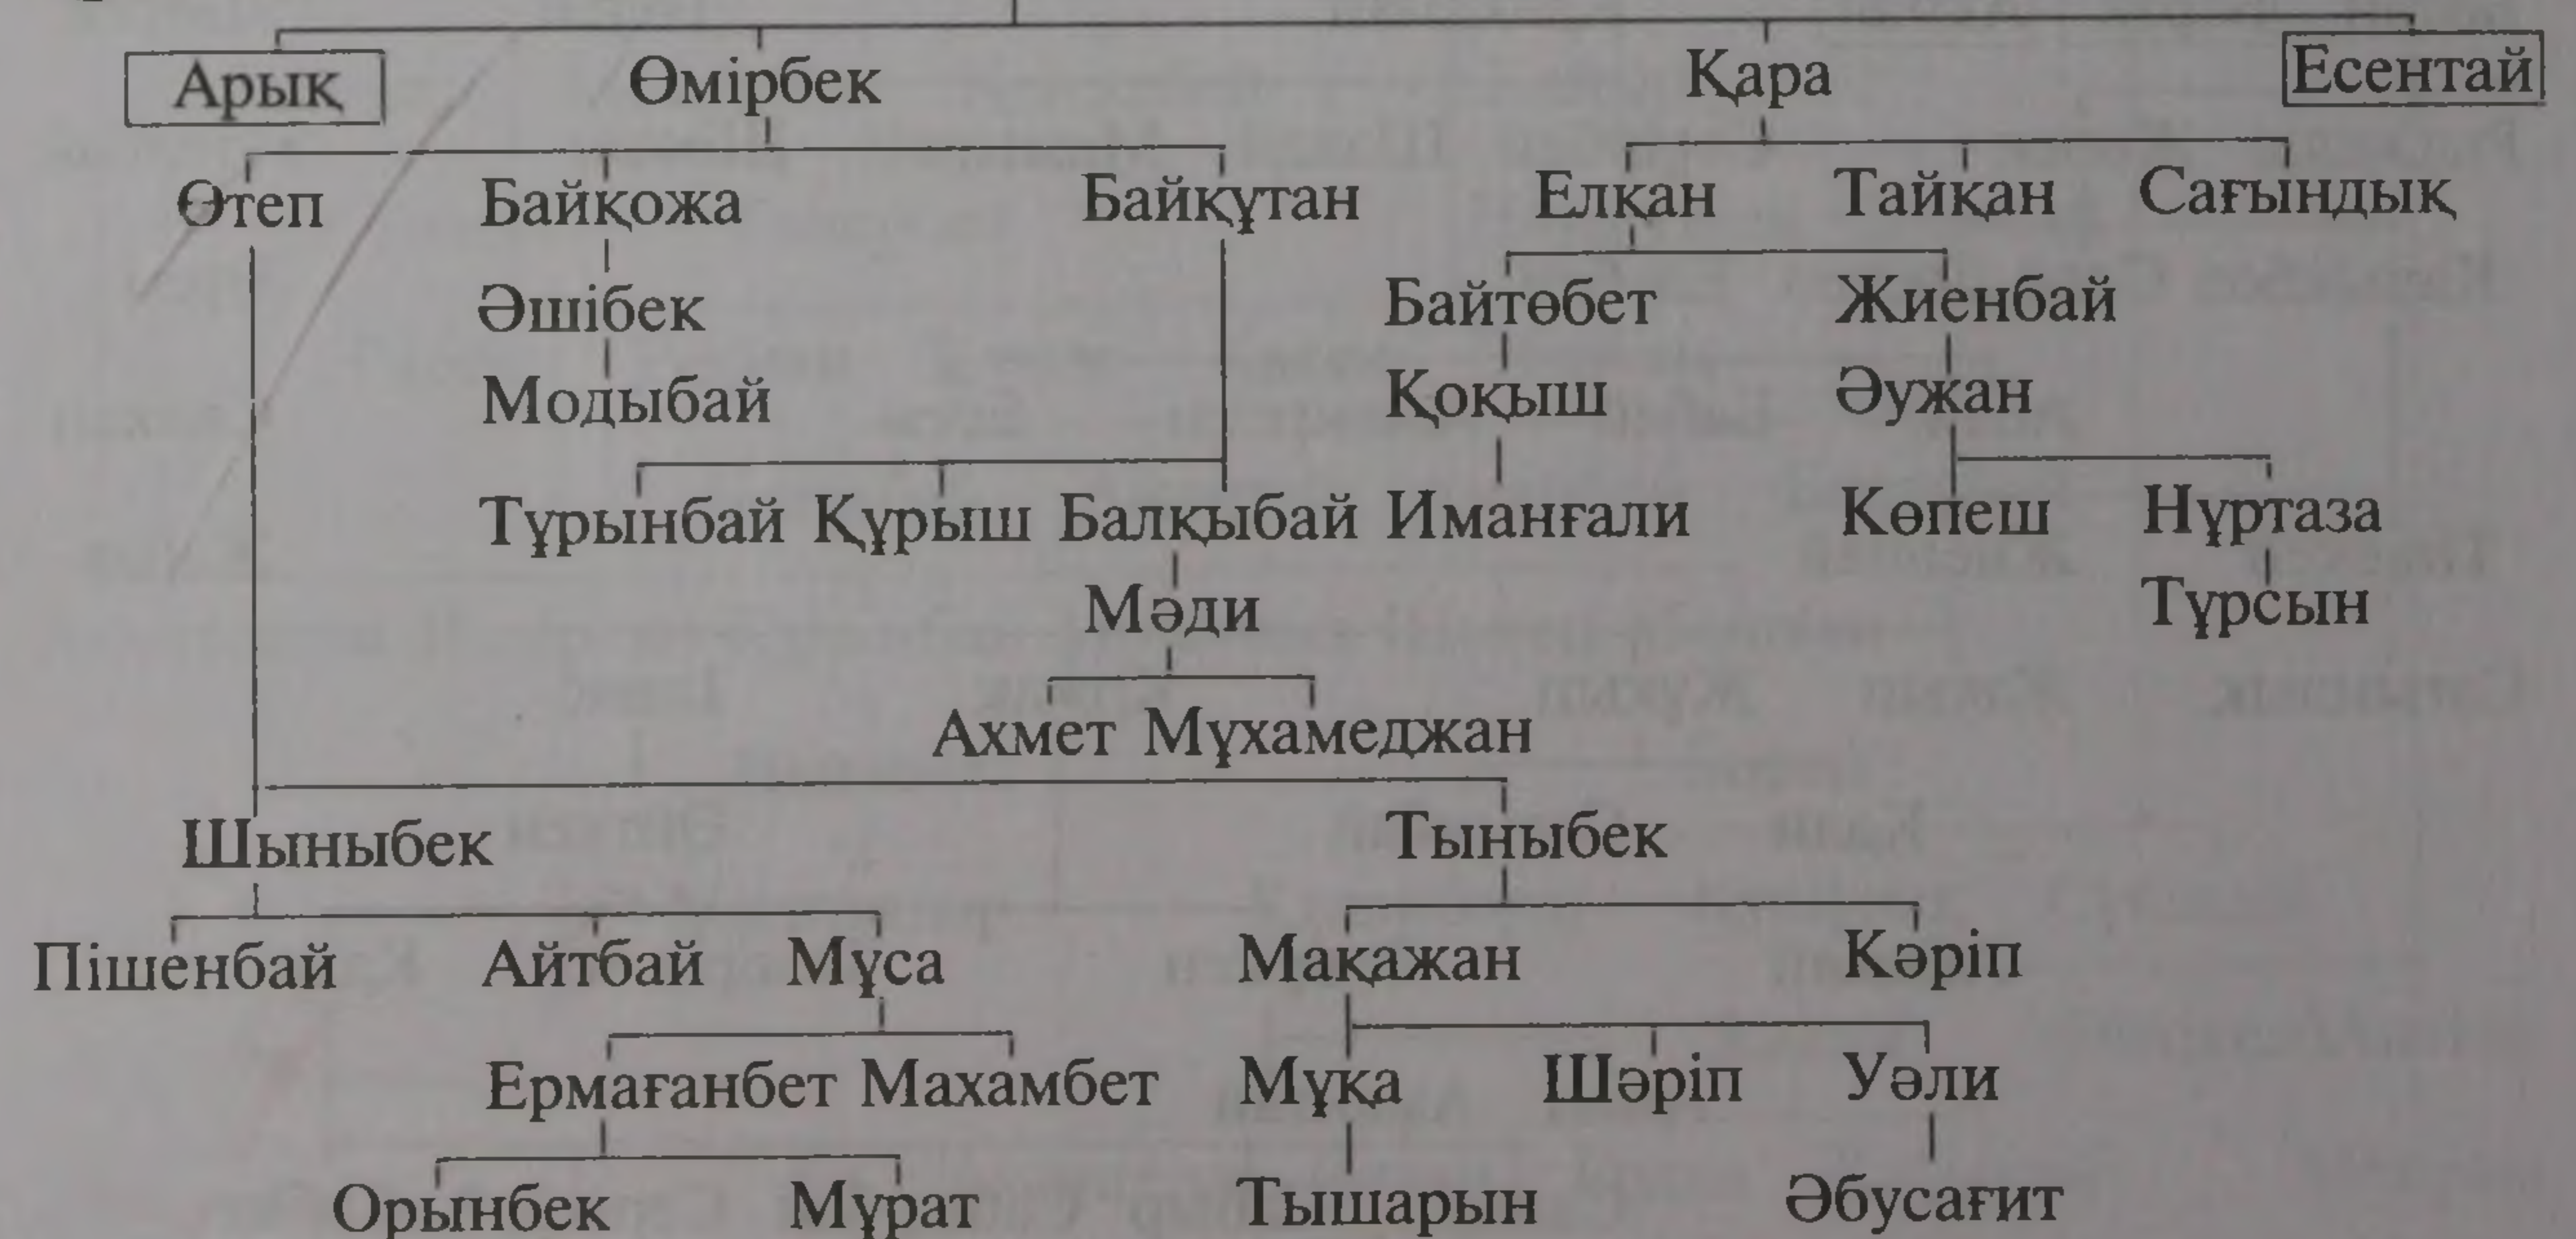 Арық Өмірбек Қара Есентай
Өтеп Байқожа Байқұтан Елқан Тайқан Сағындық
Әшібек Байтөбет Жиенбай
Модыбай Қоқыш Әужан
Тұрынбай Құрыш Балқыбай Иманғали Көпеш Нұртаза
Мәди Тұрсын
Ахмет Мұхамеджан
Шыныбек Тыныбек
Пішенбай Айтбай Мұса Мақажан Кәріп
Ермағанбет Махамбет Мұқа Шәріп Уәли
Орынбек Мұрат Тышарын Әбусағит